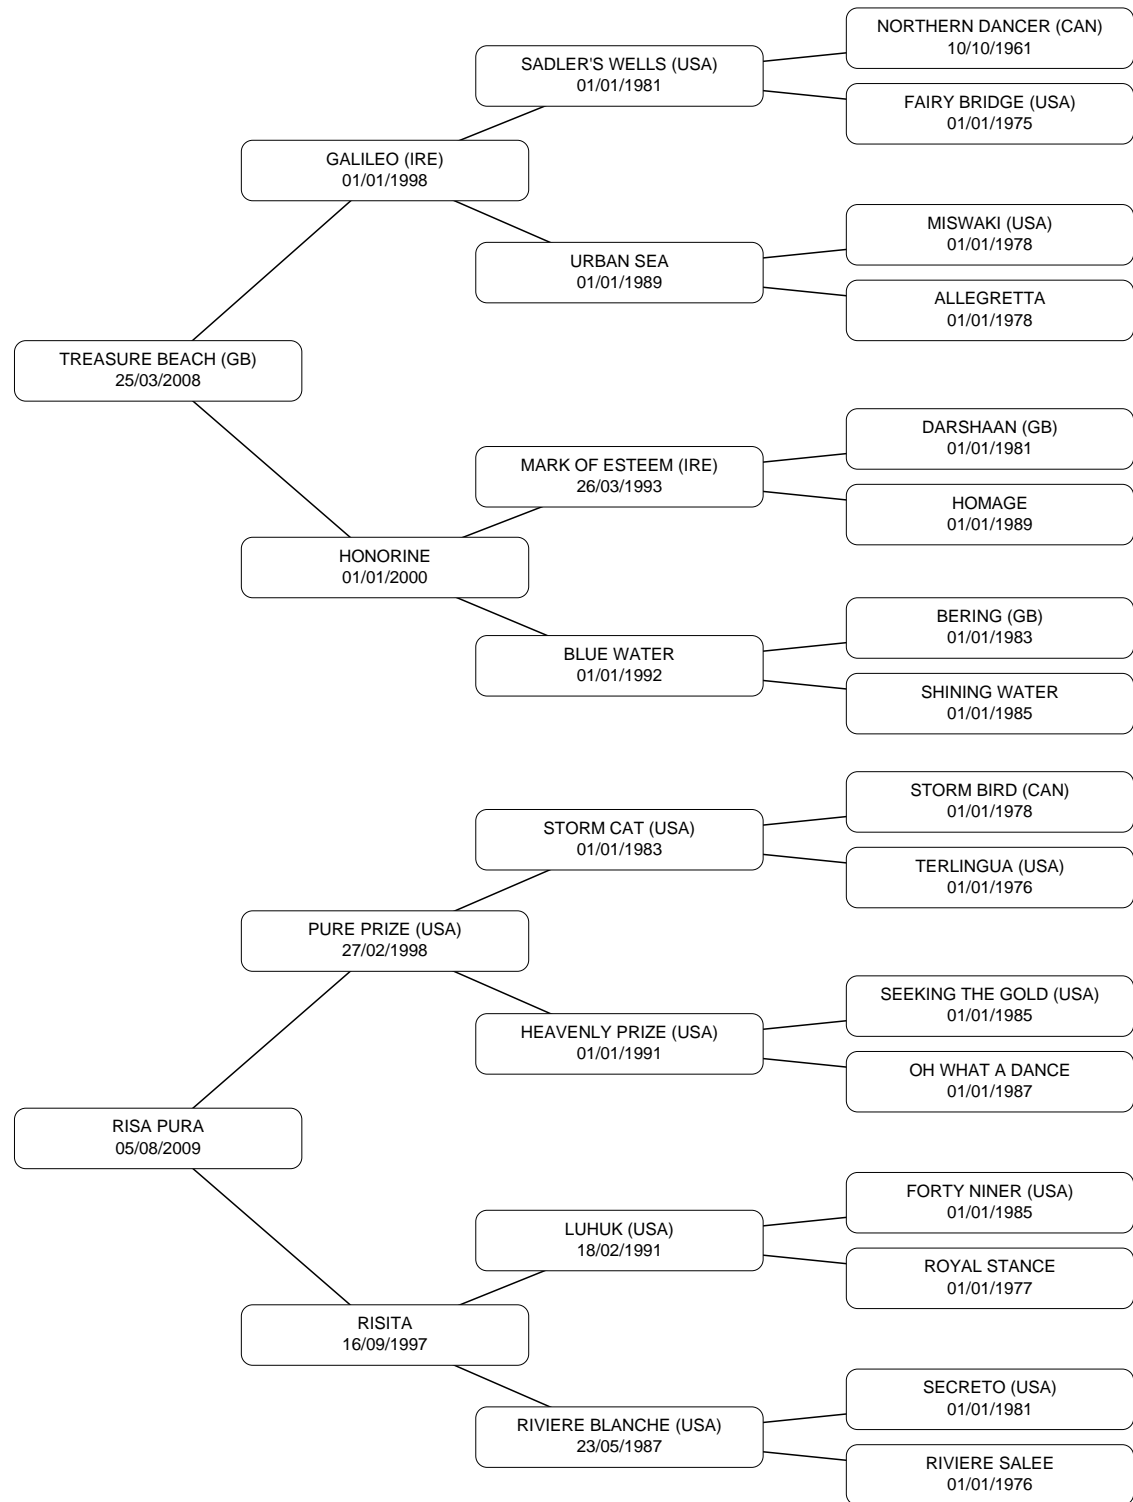 NORTHERN DANCER (CAN)
10/10/1961
SADLER'S WELLS (USA)
01/01/1981
FAIRY BRIDGE (USA)
01/01/1975
GALILEO (IRE)
01/01/1998
MISWAKI (USA)
01/01/1978
URBAN SEA
01/01/1989
ALLEGRETTA
01/01/1978
TREASURE BEACH (GB)
25/03/2008
DARSHAAN (GB)
01/01/1981
MARK OF ESTEEM (IRE)
26/03/1993
HOMAGE
01/01/1989
HONORINE
01/01/2000
BERING (GB)
01/01/1983
BLUE WATER
01/01/1992
SHINING WATER
01/01/1985
STORM BIRD (CAN)
01/01/1978
STORM CAT (USA)
01/01/1983
TERLINGUA (USA)
01/01/1976
PURE PRIZE (USA)
27/02/1998
SEEKING THE GOLD (USA)
01/01/1985
HEAVENLY PRIZE (USA)
01/01/1991
OH WHAT A DANCE
01/01/1987
RISA PURA
05/08/2009
FORTY NINER (USA)
01/01/1985
LUHUK (USA)
18/02/1991
ROYAL STANCE
01/01/1977
RISITA
16/09/1997
SECRETO (USA)
01/01/1981
RIVIERE BLANCHE (USA)
23/05/1987
RIVIERE SALEE
01/01/1976